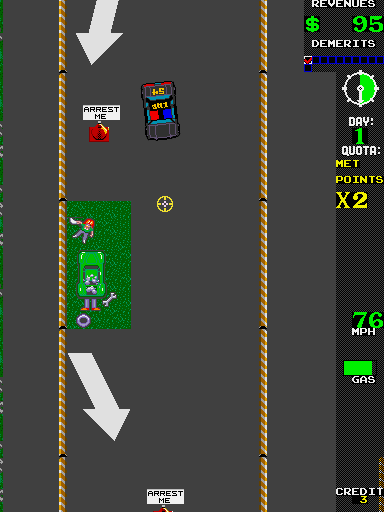 REVENUES
$ 95
DEMERITS
ARREST
ME
DAY:
1
QUOTA:
MET
POINTS
X2
76
MPH
GAS
ARREST
ME
CREDIT
3